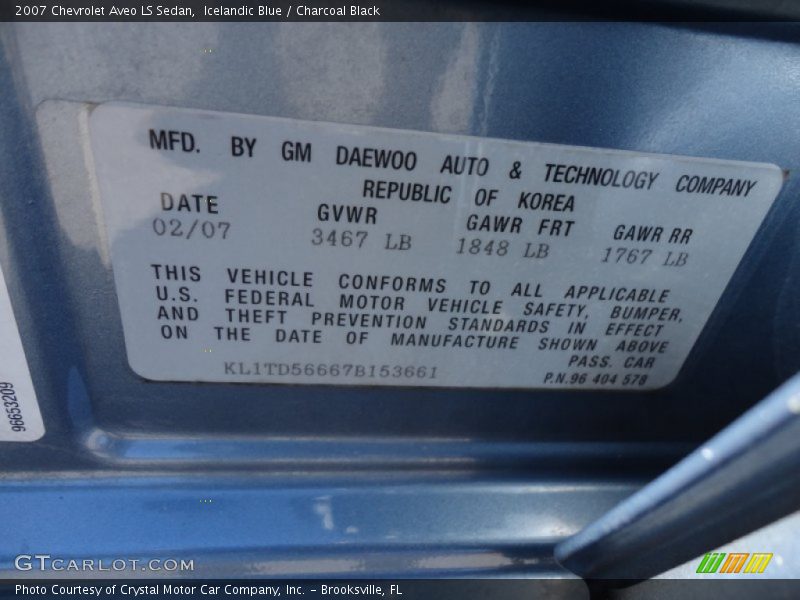 2007 Chevrolet Aveo LS Sedan,  Icelandic Blue / Charcoal Black
MFD. BY GM DAEWOO AUTO & TECHNOLOGY COMPANY
REPUBLIC OF KOREA
DATE GVWR GAWR FRT GAWR RR
02/07 3467 LB 1848 LB 1767 LB
THIS VEHICLE CONFORMS TO ALL APPLICABLE
U.S. FEDERAL MOTOR VEHICLE SAFETY, BUMPER,
AND THEFT PREVENTION STANDARDS IN EFFECT
ON THE DATE OF MANUFACTURE SHOWN ABOVE
PASS. CAR
KL1TD56667B153661 P.N.96 404 578
96653209
GTCARLOT.COM
Photo Courtesy of Crystal Motor Car Company, Inc. – Brooksville, FL